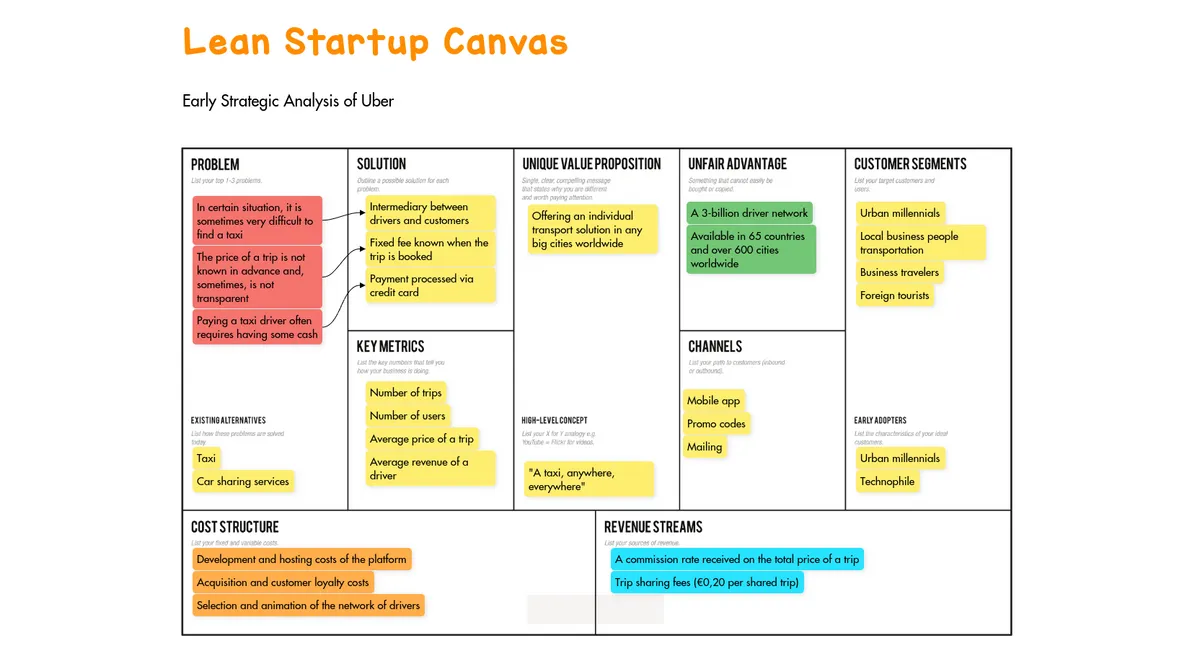 Lean Startup Canvas
Early Strategic Analysis of Uber
PROBLEM
List your top 1-3 problems.
In certain situation, it is
sometimes very difficult to
find a taxi
The price of a trip is not
known in advance and,
sometimes, is not
transparent
Paying a taxi driver often
requires having some cash
EXISTING ALTERNATIVES
List how these problems are solved
today.
Taxi
Car sharing services
SOLUTION
Outline a possible solution for each
problem.
Intermediary between
drivers and customers
Fixed fee known when the
trip is booked
Payment processed via
credit card
KEY METRICS
List the key numbers that tell you
how your business is doing.
Number of trips
Number of users
Average price of a trip
Average revenue of a
driver
UNIQUE VALUE PROPOSITION
Single, clear, compelling message
that states why you are different
and worth paying attention.
Offering an individual
transport solution in any
big cities worldwide
HIGH-LEVEL CONCEPT
List your X for Y analogy e.g.
YouTube = Flickr for videos.
"A taxi, anywhere,
everywhere"
UNFAIR ADVANTAGE
Something that cannot easily be
bought or copied.
A 3-billion driver network
Available in 65 countries
and over 600 cities
worldwide
CHANNELS
List your path to customers (inbound
or outbound).
Mobile app
Promo codes
Mailing
CUSTOMER SEGMENTS
List your target customers and
users.
Urban millennials
Local business people
transportation
Business travelers
Foreign tourists
EARLY ADOPTERS
List the characteristics of your ideal
customers.
Urban millennials
Technophile
COST STRUCTURE
List your fixed and variable costs.
Development and hosting costs of the platform
Acquisition and customer loyalty costs
Selection and animation of the network of drivers
REVENUE STREAMS
List your sources of revenue.
A commission rate received on the total price of a trip
Trip sharing fees (€0,20 per shared trip)